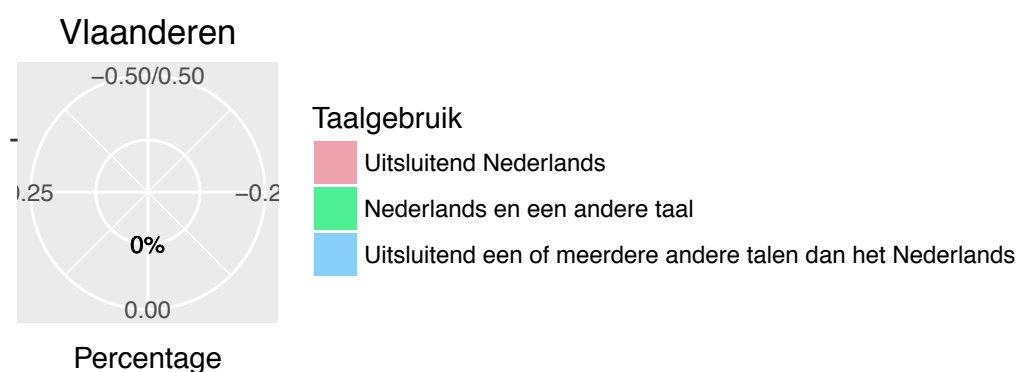 Vlaanderen
−0.50/0.50
0.25
−0.2
0%
0.00
Percentage
Taalgebruik
Uitsluitend Nederlands
Nederlands en een andere taal
Uitsluitend een of meerdere andere talen dan het Nederlands